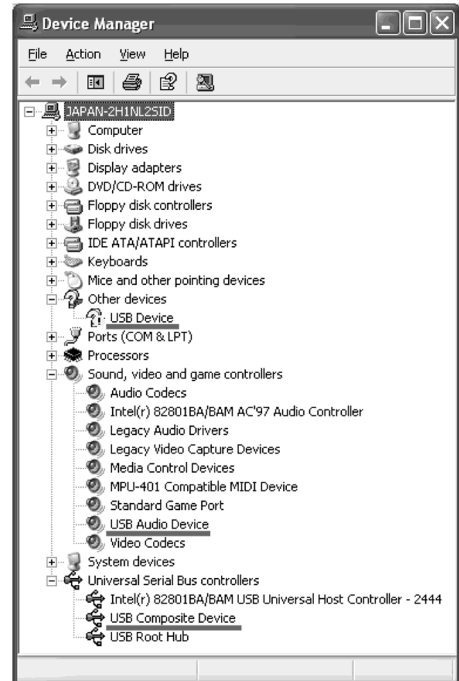 Device Manager
File Action View Help
JAPAN-2H1NL2SID
Computer
Disk drives
Display adapters
DVD/CD-ROM drives
Floppy disk controllers
Floppy disk drives
IDE ATA/ATAPI controllers
Keyboards
Mice and other pointing devices
Other devices
USB Device
Ports (COM & LPT)
Processors
Sound, video and game controllers
Audio Codecs
Intel(r) 82801BA/BAM AC'97 Audio Controller
Legacy Audio Drivers
Legacy Video Capture Devices
Media Control Devices
MPU-401 Compatible MIDI Device
Standard Game Port
USB Audio Device
Video Codecs
System devices
Universal Serial Bus controllers
Intel(r) 82801BA/BAM USB Universal Host Controller - 2444
USB Composite Device
USB Root Hub